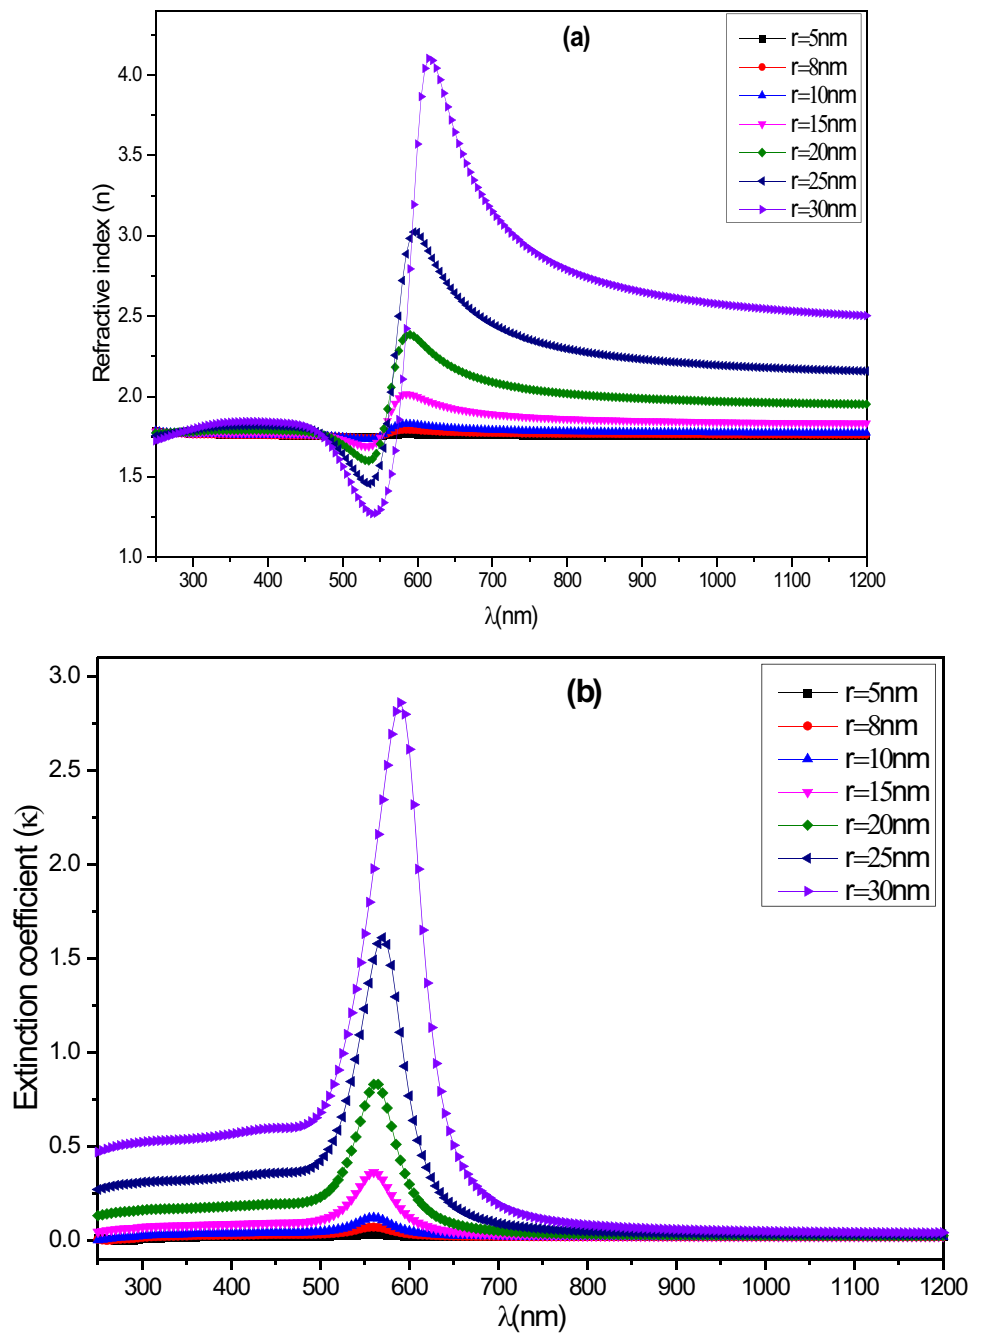 (a)
r=5nm
r=8nm
r=10nm
r=15nm
r=20nm
r=25nm
r=30nm
4.0
3.5
3.0
2.5
2.0
1.5
1.0
Refractive index (n)
300 400 500 600 700 800 900 1000 1100 1200
λ(nm)
(b)
r=5nm
r=8nm
r=10nm
r=15nm
r=20nm
r=25nm
r=30nm
3.0
2.5
2.0
1.5
1.0
0.5
0.0
Extinction coefficient (κ)
300 400 500 600 700 800 900 1000 1100 1200
λ(nm)